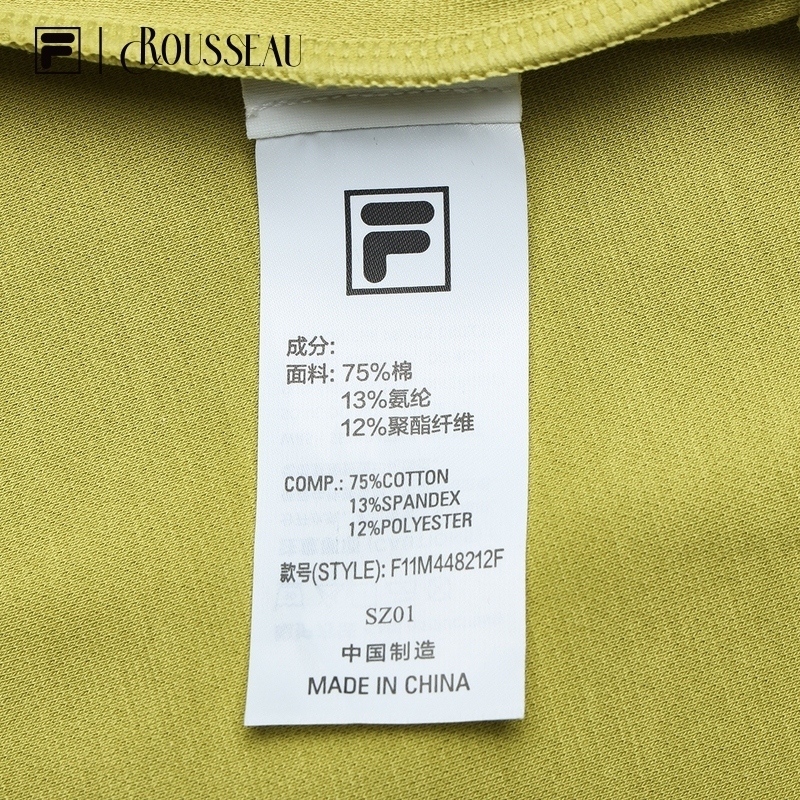 F | ROUSSEAU
F
成分:
面料: 75%棉
13%氨纶
12%聚酯纤维
COMP.: 75%COTTON
13%SPANDEX
12%POLYESTER
款号(STYLE): F11M448212F
SZ01
中国制造
MADE IN CHINA